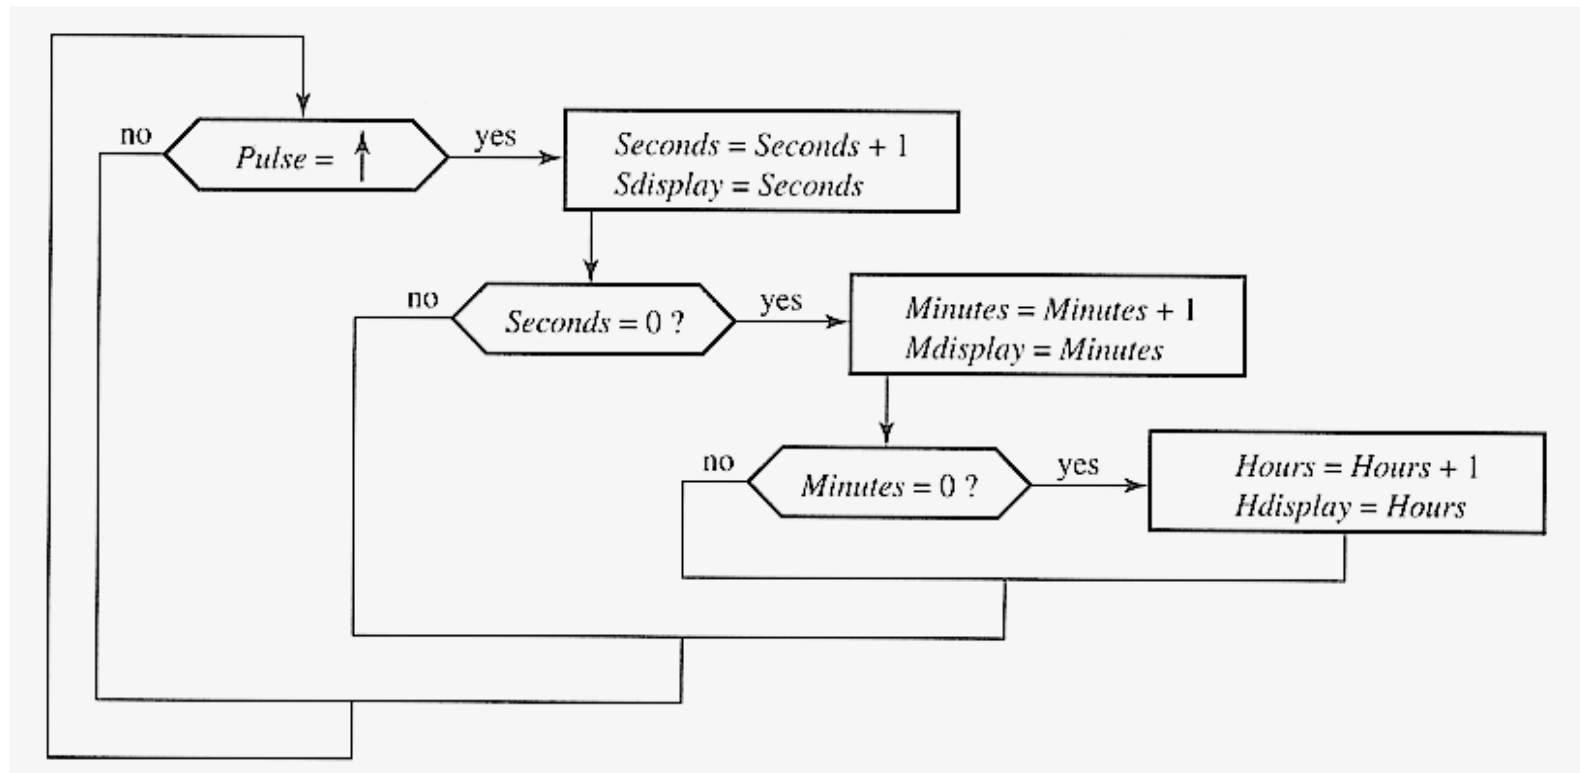 no
Pulse = ↑
yes
Seconds = Seconds + 1
Sdisplay = Seconds
no
Seconds = 0 ?
yes
Minutes = Minutes + 1
Mdisplay = Minutes
no
Minutes = 0 ?
yes
Hours = Hours + 1
Hdisplay = Hours